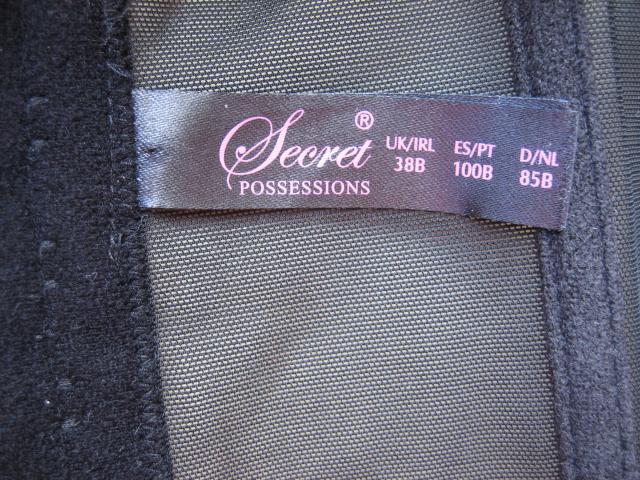 Secret®
POSSESSIONS
UK/IRL ES/PT D/NL
38B 100B 85B